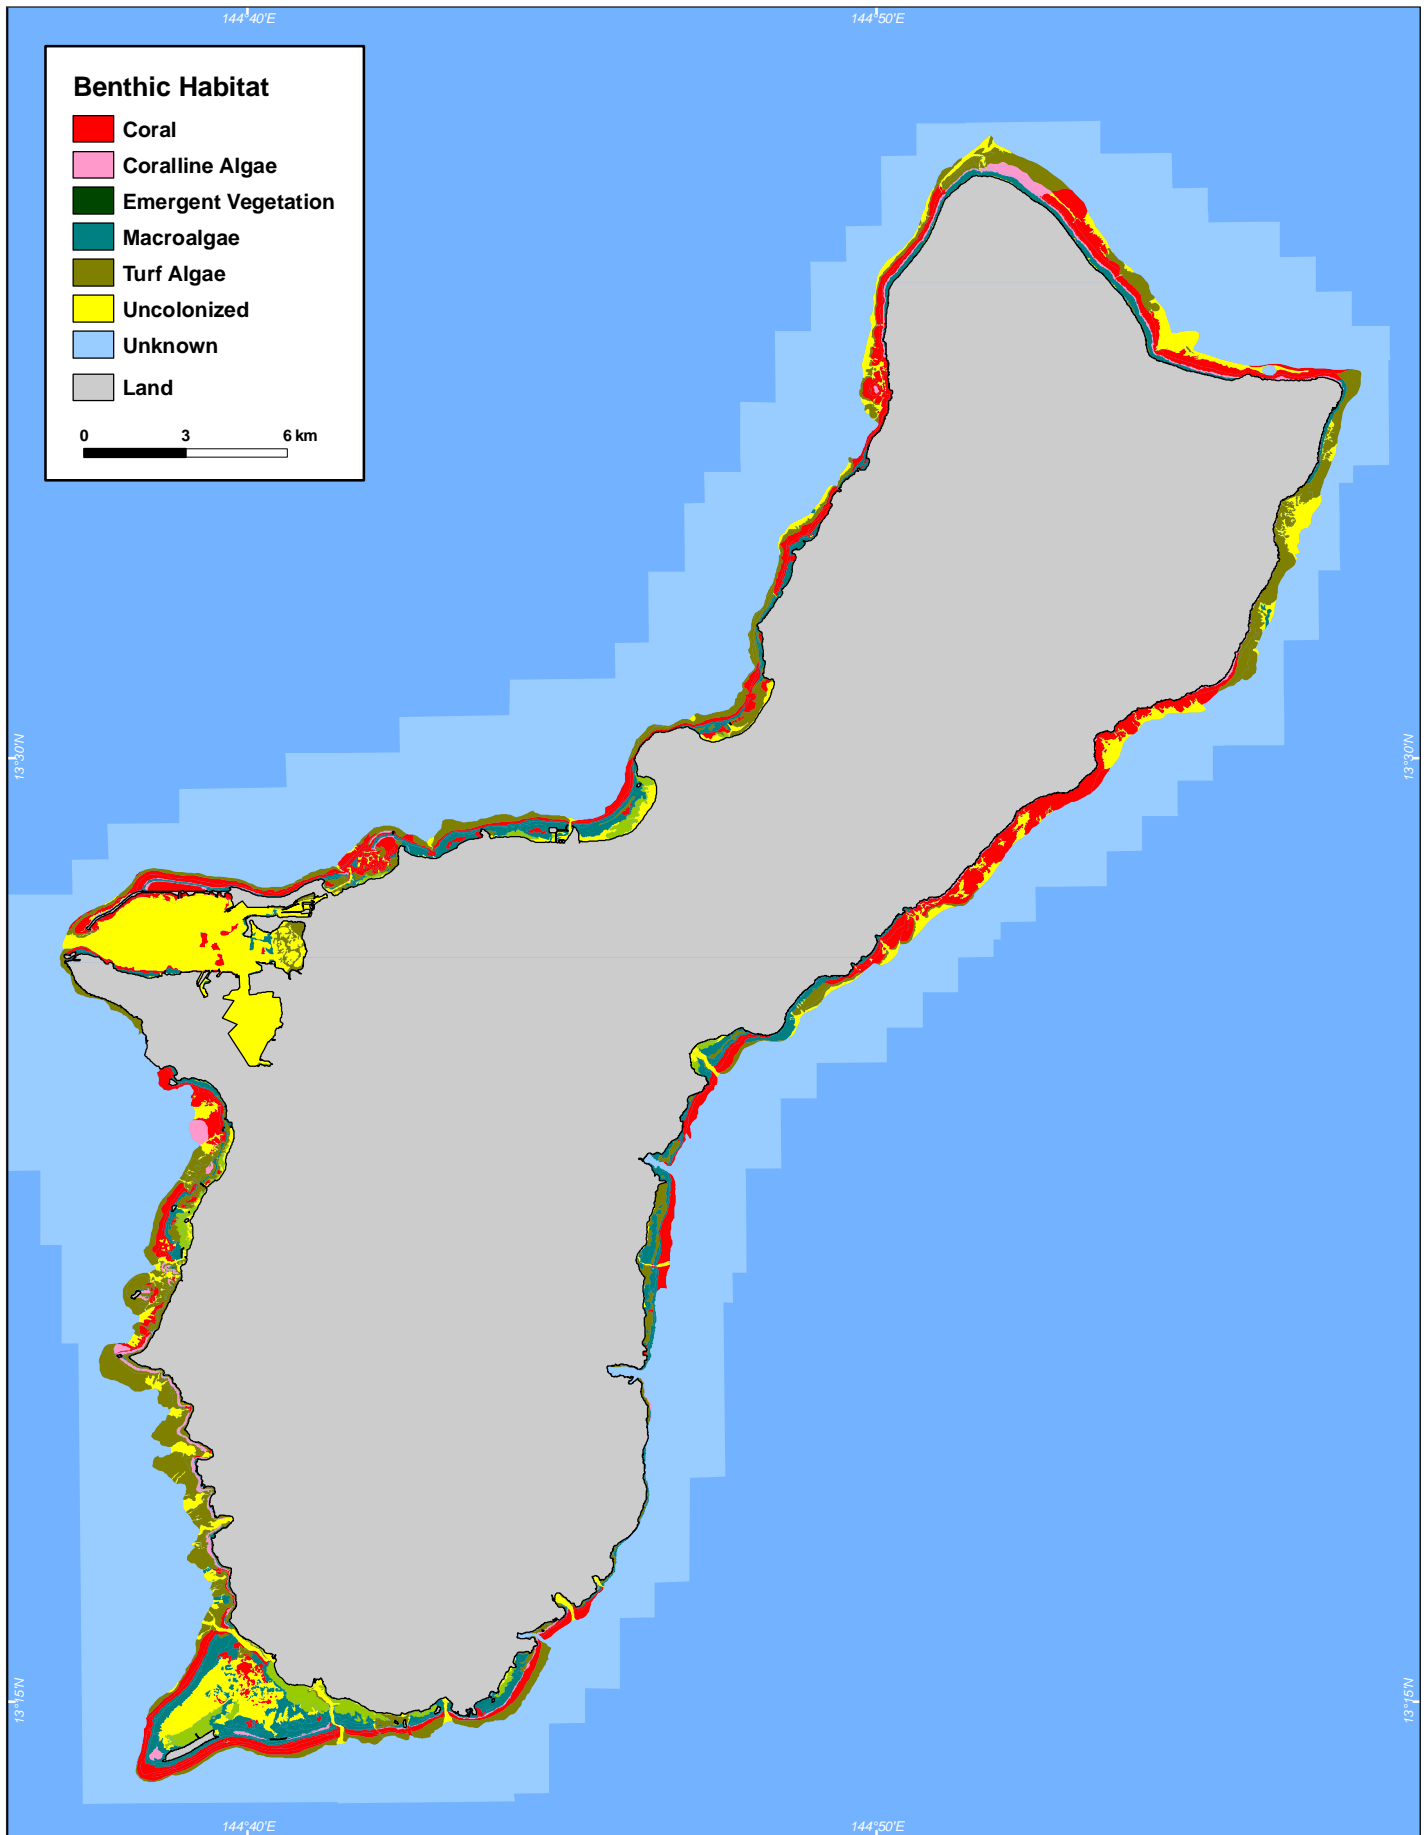 144°40'E
144°50'E
Benthic Habitat
Coral
Coralline Algae
Emergent Vegetation
Macroalgae
Turf Algae
Uncolonized
Unknown
Land
0 3 6 km
13°30'N
13°30'N
13°15'N
13°15'N
144°40'E
144°50'E